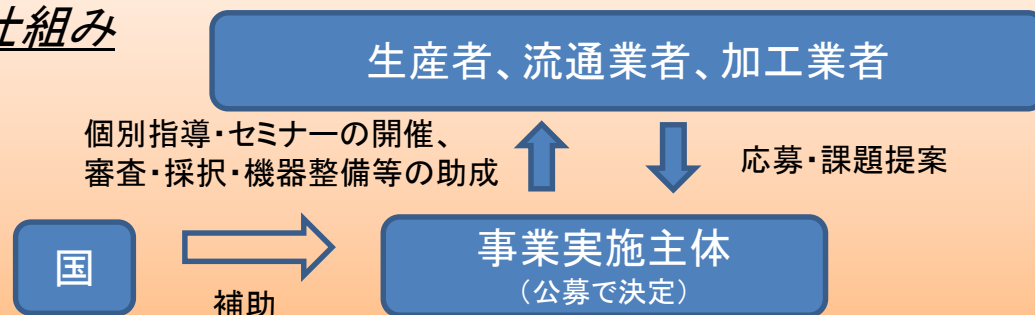 仕組み
生産者、流通業者、加工業者
個別指導・セミナーの開催、
審査・採択・機器整備等の助成
応募・課題提案
国
補助
事業実施主体
（公募で決定）